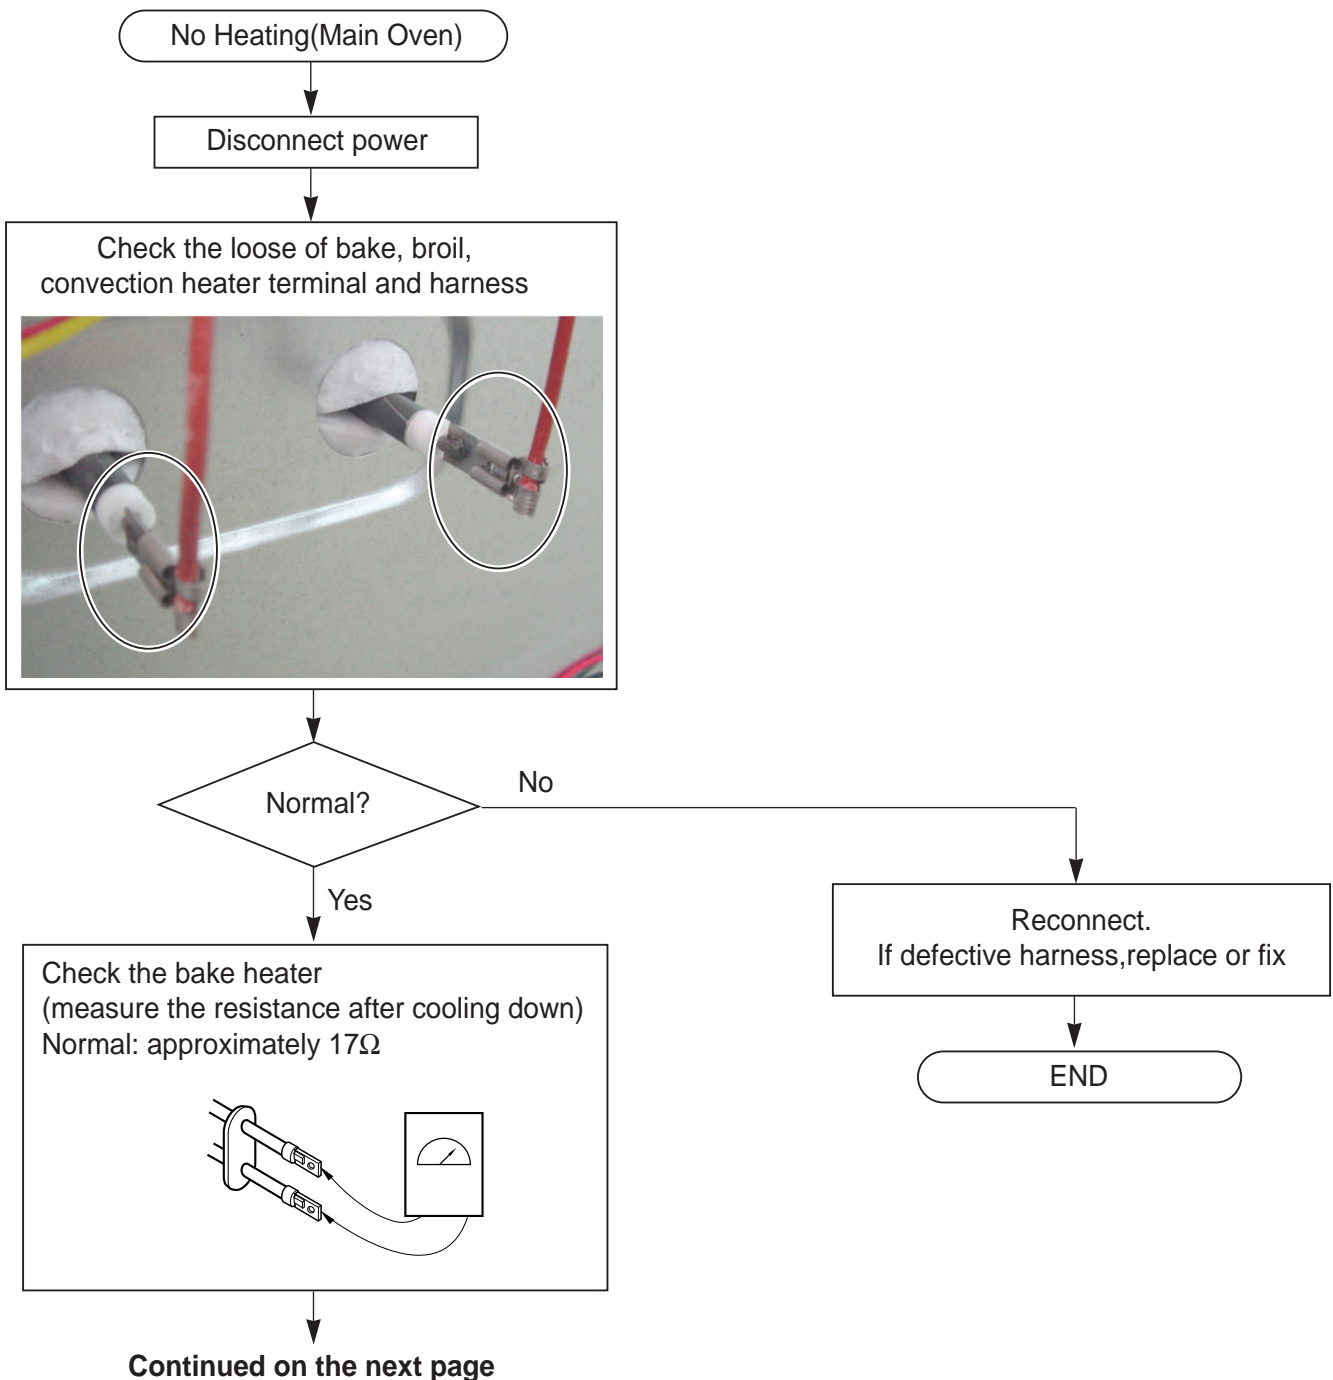 No Heating(Main Oven)
Disconnect power
Check the loose of bake, broil,
convection heater terminal and harness
Normal?
No
Yes
Reconnect.
If defective harness,replace or fix
END
Check the bake heater
(measure the resistance after cooling down)
Normal: approximately 17Ω
Continued on the next page